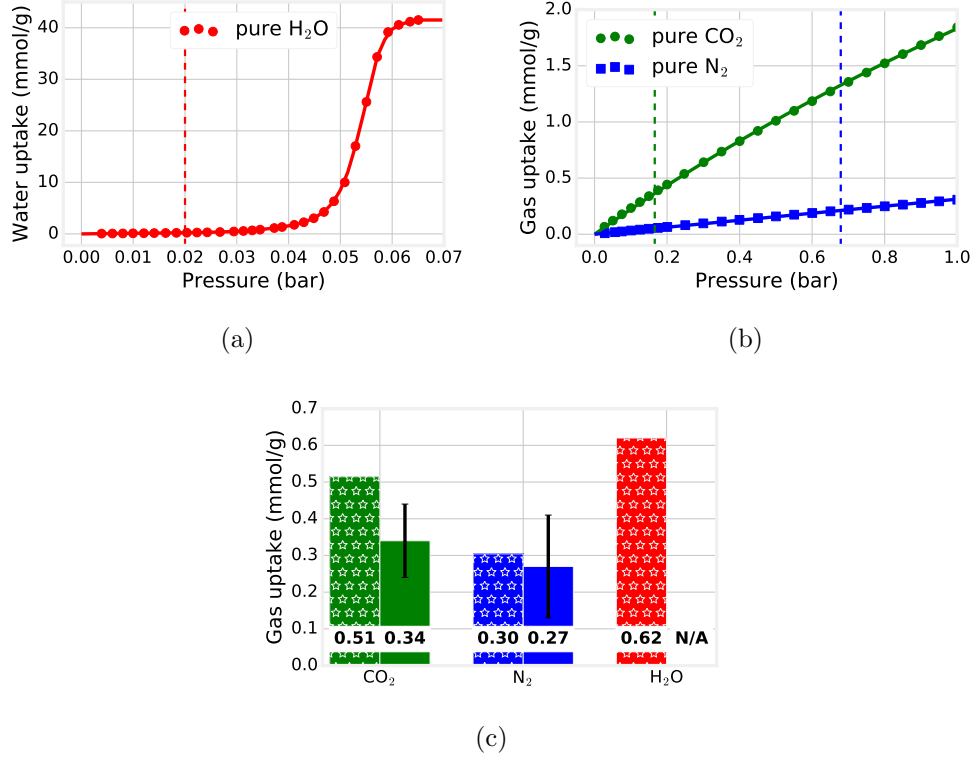 pure H₂O
Water uptake (mmol/g)
40
30
20
10
0
0.00 0.01 0.02 0.03 0.04 0.05 0.06 0.07
Pressure (bar)
(a)
pure CO₂
pure N₂
Gas uptake (mmol/g)
2.0
1.5
1.0
0.5
0.0
0.0 0.2 0.4 0.6 0.8 1.0
Pressure (bar)
(b)
Gas uptake (mmol/g)
0.7
0.6
0.5
0.4
0.3
0.2
0.1
0.0
0.51 0.34 0.30 0.27 0.62 N/A
CO₂ N₂ H₂O
(c)